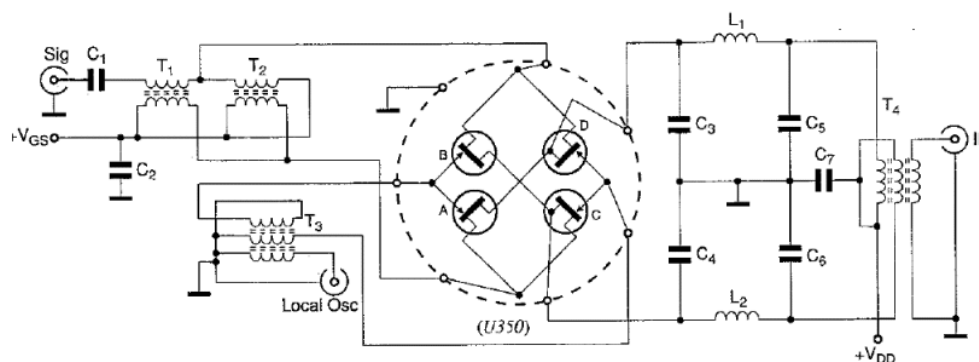 Sig
C1
T1
T2
+VGS
C2
T3
Local Osc
B
D
A
C
(U350)
L1
C3
C5
C7
T4
C4
C6
L2
+VDD